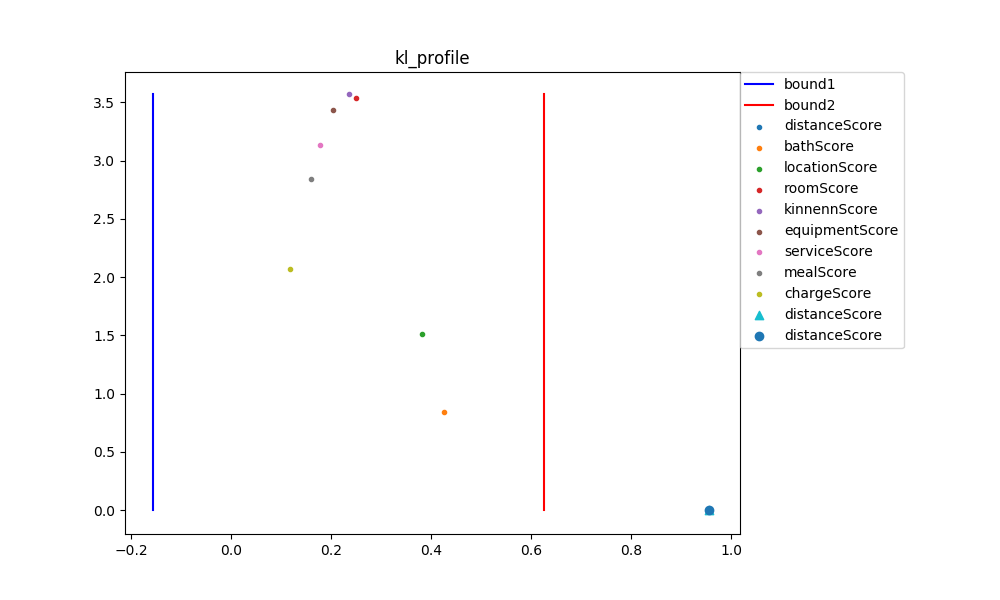 kl_profile
3.5
3.0
2.5
2.0
1.5
1.0
0.5
0.0
−0.2 0.0 0.2 0.4 0.6 0.8 1.0
bound1
bound2
distanceScore
bathScore
locationScore
roomScore
kinnennScore
equipmentScore
serviceScore
mealScore
chargeScore
distanceScore
distanceScore